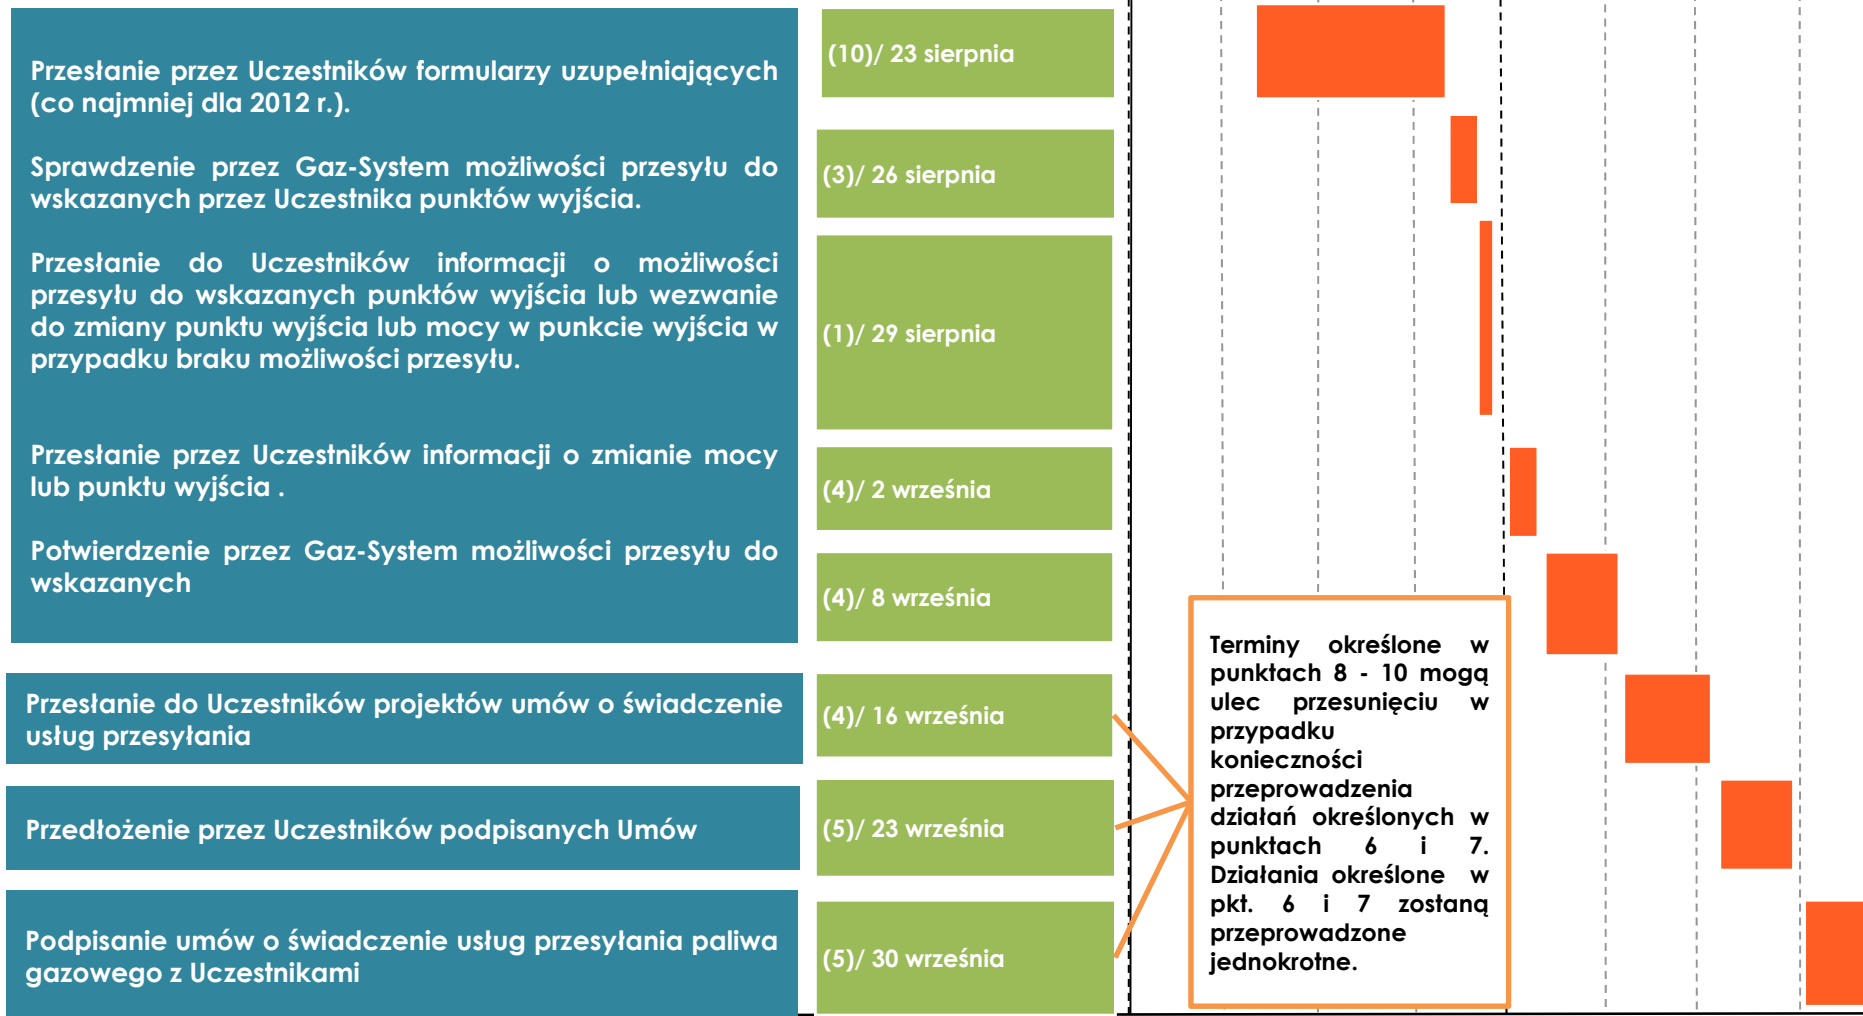 Przesłanie przez Uczestników formularzy uzupełniających
(co najmniej dla 2012 r.).
Sprawdzenie przez Gaz-System możliwości przesyłu do
wskazanych przez Uczestnika punktów wyjścia.
Przesłanie do Uczestników informacji o możliwości
przesyłu do wskazanych punktów wyjścia lub wezwanie
do zmiany punktu wyjścia lub mocy w punkcie wyjścia w
przypadku braku możliwości przesyłu.
Przesłanie przez Uczestników informacji o zmianie mocy
lub punktu wyjścia .
Potwierdzenie przez Gaz-System możliwości przesyłu do
wskazanych
Przesłanie do Uczestników projektów umów o świadczenie
usług przesyłania
Przedłożenie przez Uczestników podpisanych Umów
Podpisanie umów o świadczenie usług przesyłania paliwa
gazowego z Uczestnikami
(10)/ 23 sierpnia
(3)/ 26 sierpnia
(1)/ 29 sierpnia
(4)/ 2 września
(4)/ 8 września
(4)/ 16 września
(5)/ 23 września
(5)/ 30 września
Terminy określone w
punktach 8 - 10 mogą
ulec przesunięciu w
przypadku
konieczności
przeprowadzenia
działań określonych w
punktach 6 i 7.
Działania określone w
pkt. 6 i 7 zostaną
przeprowadzone
jednokrotne.